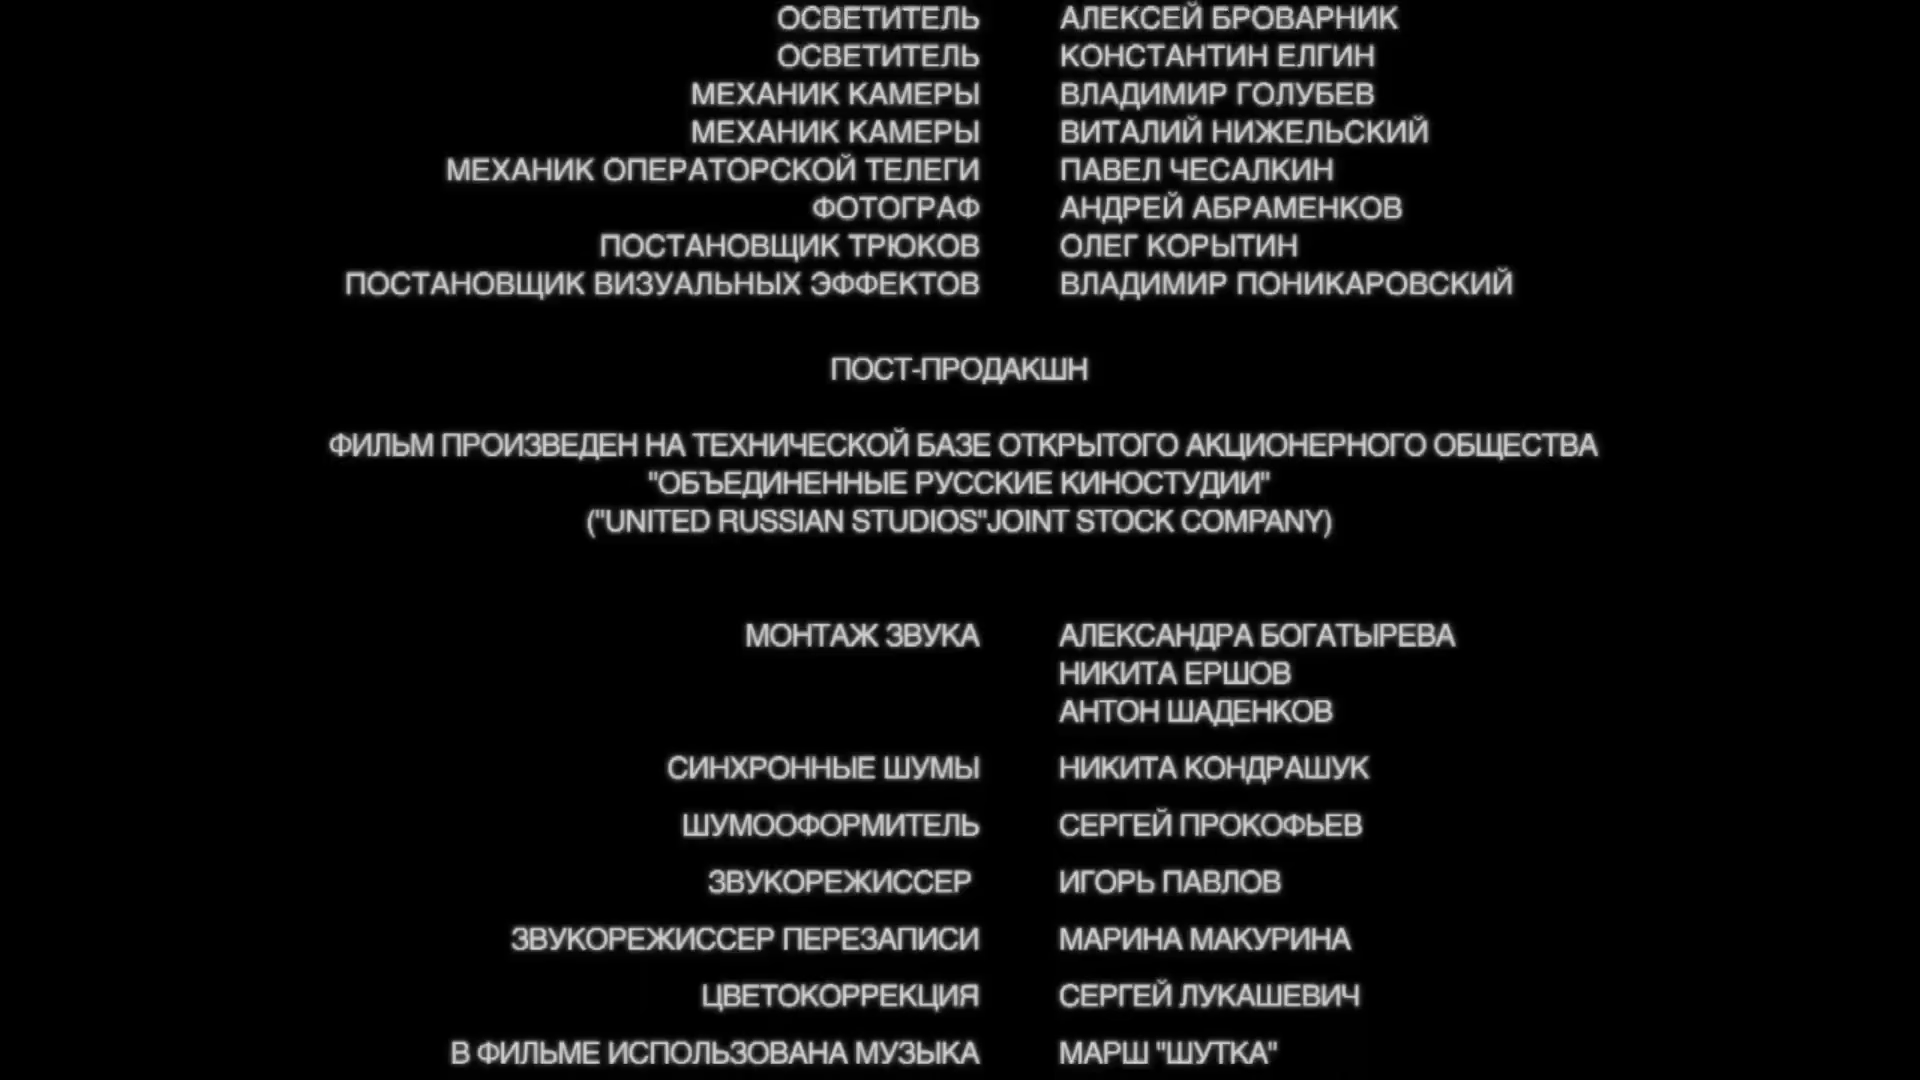 ОСВЕТИТЕЛЬ АЛЕКСЕЙ БРОВАРНИК
ОСВЕТИТЕЛЬ КОНСТАНТИН ЕЛГИН
МЕХАНИК КАМЕРЫ ВЛАДИМИР ГОЛУБЕВ
МЕХАНИК КАМЕРЫ ВИТАЛИЙ НИЖЕЛЬСКИЙ
МЕХАНИК ОПЕРАТОРСКОЙ ТЕЛЕГИ ПАВЕЛ ЧЕСАЛКИН
ФОТОГРАФ АНДРЕЙ АБРАМЕНКОВ
ПОСТАНОВЩИК ТРЮКОВ ОЛЕГ КОРЫТИН
ПОСТАНОВЩИК ВИЗУАЛЬНЫХ ЭФФЕКТОВ ВЛАДИМИР ПОНИКАРОВСКИЙ
ПОСТ-ПРОДАКШН
ФИЛЬМ ПРОИЗВЕДЕН НА ТЕХНИЧЕСКОЙ БАЗЕ ОТКРЫТОГО АКЦИОНЕРНОГО ОБЩЕСТВА
"ОБЪЕДИНЕННЫЕ РУССКИЕ КИНОСТУДИИ"
("UNITED RUSSIAN STUDIOS"JOINT STOCK COMPANY)
МОНТАЖ ЗВУКА АЛЕКСАНДРА БОГАТЫРЕВА
НИКИТА ЕРШОВ
АНТОН ШАДЕНКОВ
СИНХРОННЫЕ ШУМЫ НИКИТА КОНДРАШУК
ШУМООФОРМИТЕЛЬ СЕРГЕЙ ПРОКОФЬЕВ
ЗВУКОРЕЖИССЕР ИГОРЬ ПАВЛОВ
ЗВУКОРЕЖИССЕР ПЕРЕЗАПИСИ МАРИНА МАКУРИНА
ЦВЕТОКОРРЕКЦИЯ СЕРГЕЙ ЛУКАШЕВИЧ
В ФИЛЬМЕ ИСПОЛЬЗОВАНА МУЗЫКА МАРШ "ШУТКА"